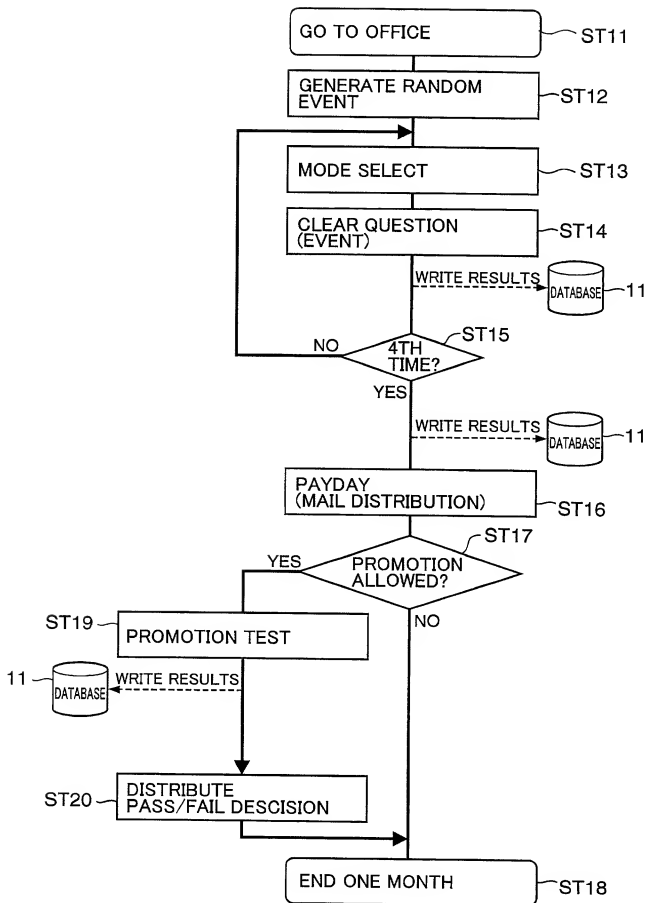 GO TO OFFICE
ST11
GENERATE RANDOM
EVENT
ST12
MODE SELECT
ST13
CLEAR QUESTION
(EVENT)
ST14
WRITE RESULTS
DATABASE
11
ST15
4TH
TIME?
NO
YES
WRITE RESULTS
DATABASE
11
PAYDAY
(MAIL DISTRIBUTION)
ST16
ST17
PROMOTION
ALLOWED?
YES
NO
ST19
PROMOTION TEST
11
DATABASE
WRITE RESULTS
ST20
DISTRIBUTE
PASS/FAIL DESCISION
END ONE MONTH
ST18